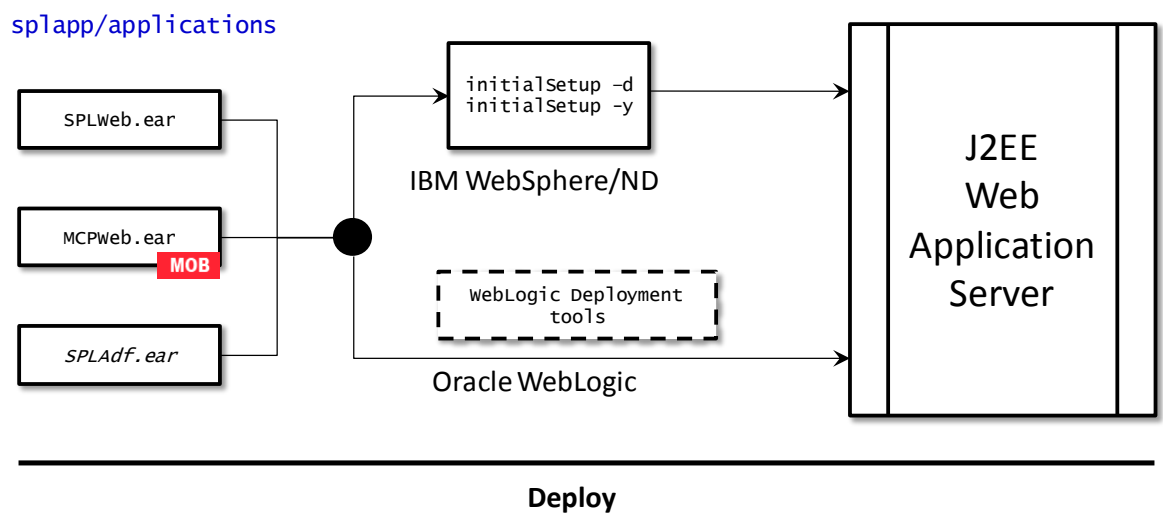 splapp/applications
SPLWeb.ear
MCPWeb.ear
MOB
SPLAdf.ear
initialSetup –d
initialSetup -y
IBM WebSphere/ND
WebLogic Deployment
tools
Oracle WebLogic
J2EE
Web
Application
Server
Deploy